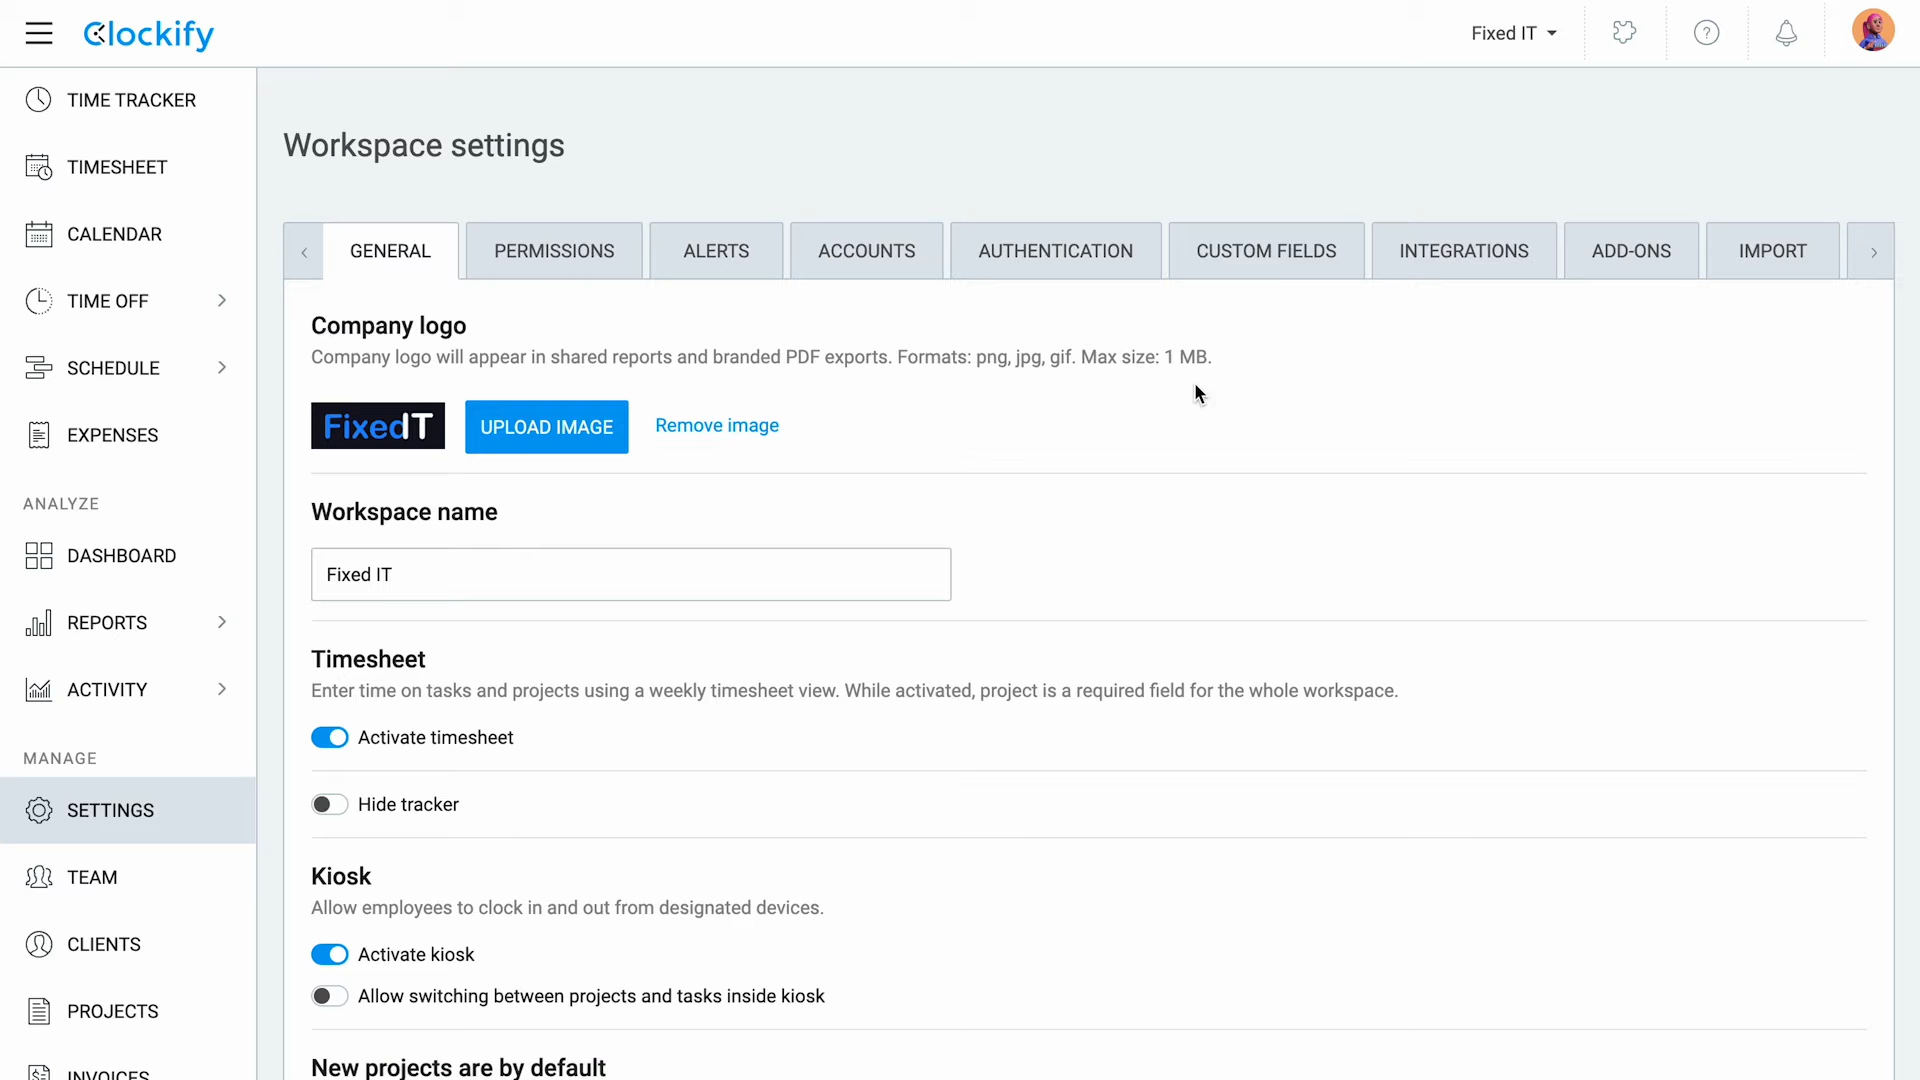 Clockify
Fixed IT
TIME TRACKER
TIMESHEET
CALENDAR
TIME OFF
SCHEDULE
EXPENSES
ANALYZE
DASHBOARD
REPORTS
ACTIVITY
MANAGE
SETTINGS
TEAM
CLIENTS
PROJECTS
INVOICES
Workspace settings
GENERAL
PERMISSIONS
ALERTS
ACCOUNTS
AUTHENTICATION
CUSTOM FIELDS
INTEGRATIONS
ADD-ONS
IMPORT
Company logo
Company logo will appear in shared reports and branded PDF exports. Formats: png, jpg, gif. Max size: 1 MB.
FixedIT
UPLOAD IMAGE
Remove image
Workspace name
Fixed IT
Timesheet
Enter time on tasks and projects using a weekly timesheet view. While activated, project is a required field for the whole workspace.
Activate timesheet
Hide tracker
Kiosk
Allow employees to clock in and out from designated devices.
Activate kiosk
Allow switching between projects and tasks inside kiosk
New projects are by default